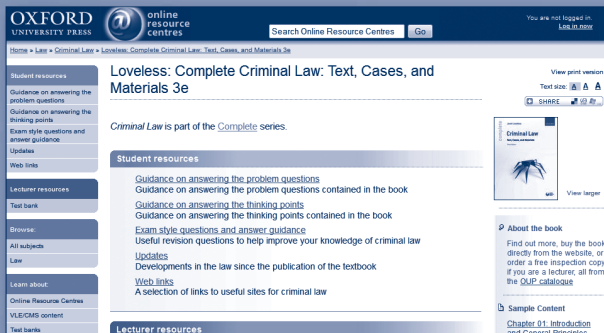 OXFORD
UNIVERSITY PRESS
online
resource
centres
Search Online Resource Centres
Go
You are not logged in.
Log in now
Home » Law » Criminal Law » Loveless: Complete Criminal Law: Text, Cases, and Materials 3e
Student resources
Guidance on answering the
problem questions
Guidance on answering the
thinking points
Exam style questions and
answer guidance
Updates
Web links
Lecturer resources
Test bank
Browse:
All subjects
Law
Learn about:
Online Resource Centres
VLE/CMS content
Test banks
Loveless: Complete Criminal Law: Text, Cases, and
Materials 3e
Criminal Law is part of the Complete series.
Student resources
Guidance on answering the problem questions
Guidance on answering the problem questions contained in the book
Guidance on answering the thinking points
Guidance on answering the thinking points contained in the book
Exam style questions and answer guidance
Useful revision questions to help improve your knowledge of criminal law
Updates
Developments in the law since the publication of the textbook
Web links
A selection of links to useful sites for criminal law
Lecturer resources
View print version
Text size: A A A
SHARE
Criminal Law
View larger
About the book
Find out more, buy the book
directly from the website, or
order a free inspection copy
if you are a lecturer, all from
the OUP catalogue
Sample Content
Chapter 01: Introduction
and General Principles